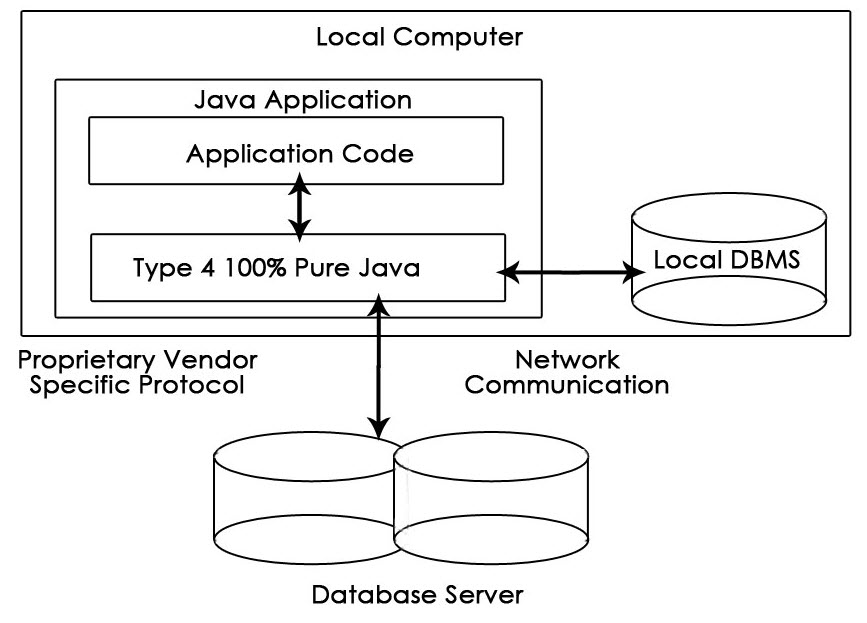 Local Computer
Java Application
Application Code
Type 4 100% Pure Java
Local DBMS
Proprietary Vendor
Specific Protocol
Network
Communication
Database Server